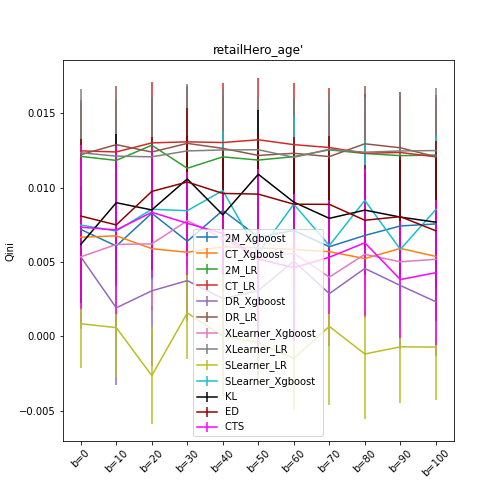 retailHero_age'
0.015
0.010
0.005
0.000
−0.005
Qini
2M_Xgboost
CT_Xgboost
2M_LR
CT_LR
DR_Xgboost
DR_LR
XLearner_Xgboost
XLearner_LR
SLearner_LR
SLearner_Xgboost
KL
ED
CTS
b=0
b=10
b=20
b=30
b=40
b=50
b=60
b=70
b=80
b=90
b=100